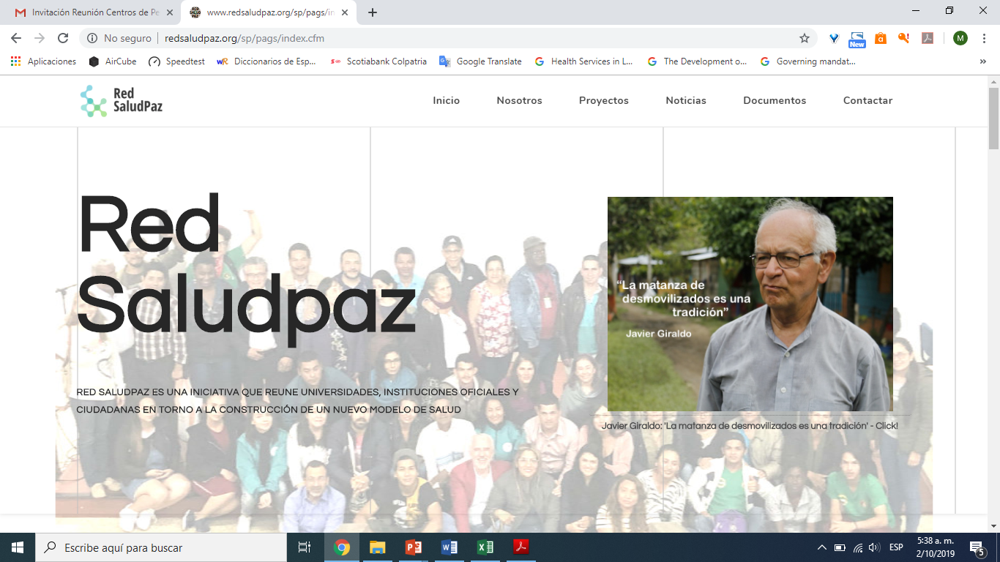 Invitación Reunión Centros de Pe
www.redsaludpaz.org/sp/pags/in
No seguro
redsaludpaz.org/sp/pags/index.cfm
New
M
Aplicaciones
AirCube
Speedtest
wR
Diccionarios de Esp...
Scotiabank Colpatria
Google Translate
Health Services in L...
The Development o...
Governing mandat...
»
Red
SaludPaz
Inicio
Nosotros
Proyectos
Noticias
Documentos
Contactar
Red
Saludpaz
RED SALUDPAZ ES UNA INICIATIVA QUE REUNE UNIVERSIDADES, INSTITUCIONES OFICIALES Y
CIUDADANAS EN TORNO A LA CONSTRUCCIÓN DE UN NUEVO MODELO DE SALUD
“La matanza de
desmovilizados es una
tradición”
Javier Giraldo
Javier Giraldo: 'La matanza de desmovilizados es una tradición' - Click!
Escribe aquí para buscar
ESP
5:38 a. m.
2/10/2019
5